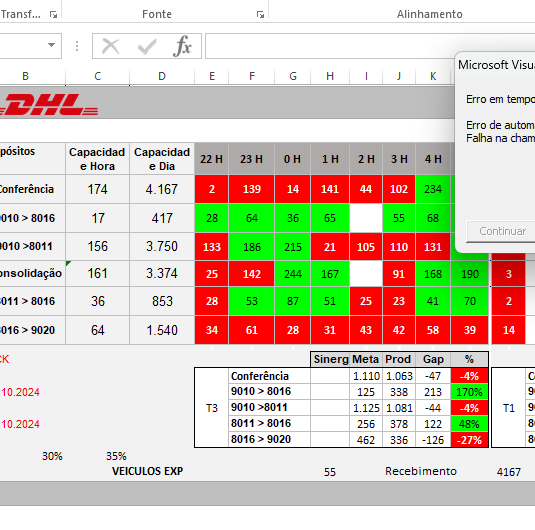 Transf...
Fonte
Alinhamento
fx
Microsoft Visua
Erro em tempo
Erro de autom
Falha na cham
Continuar
B C D E F G H I J K
DHL
pósitos Capacidad e Hora Capacidad e Dia 22 H 23 H 0 H 1 H 2 H 3 H 4 H
Conferência 174 4.167 2 139 14 141 44 102 234
9010 > 8016 17 417 28 64 36 65 55 68
9010 >8011 156 3.750 133 186 215 21 105 110 131
onsolidação 161 3.374 25 142 244 167 91 168 190 3
8011 > 8016 36 853 28 53 87 51 25 23 41 70 2
8016 > 9020 64 1.540 34 61 28 31 43 42 58 39 14
CK
Sinerg Meta Prod Gap %
T3
Conferência 1.110 1.063 -47 -4%
9010 > 8016 125 338 213 170%
9010 >8011 1.125 1.081 -44 -4%
8011 > 8016 256 378 122 48%
8016 > 9020 462 336 -126 -27%
T1
C
9
9
8
8
10.2024
10.2024
30% 35%
VEICULOS EXP 55 Recebimento 4167